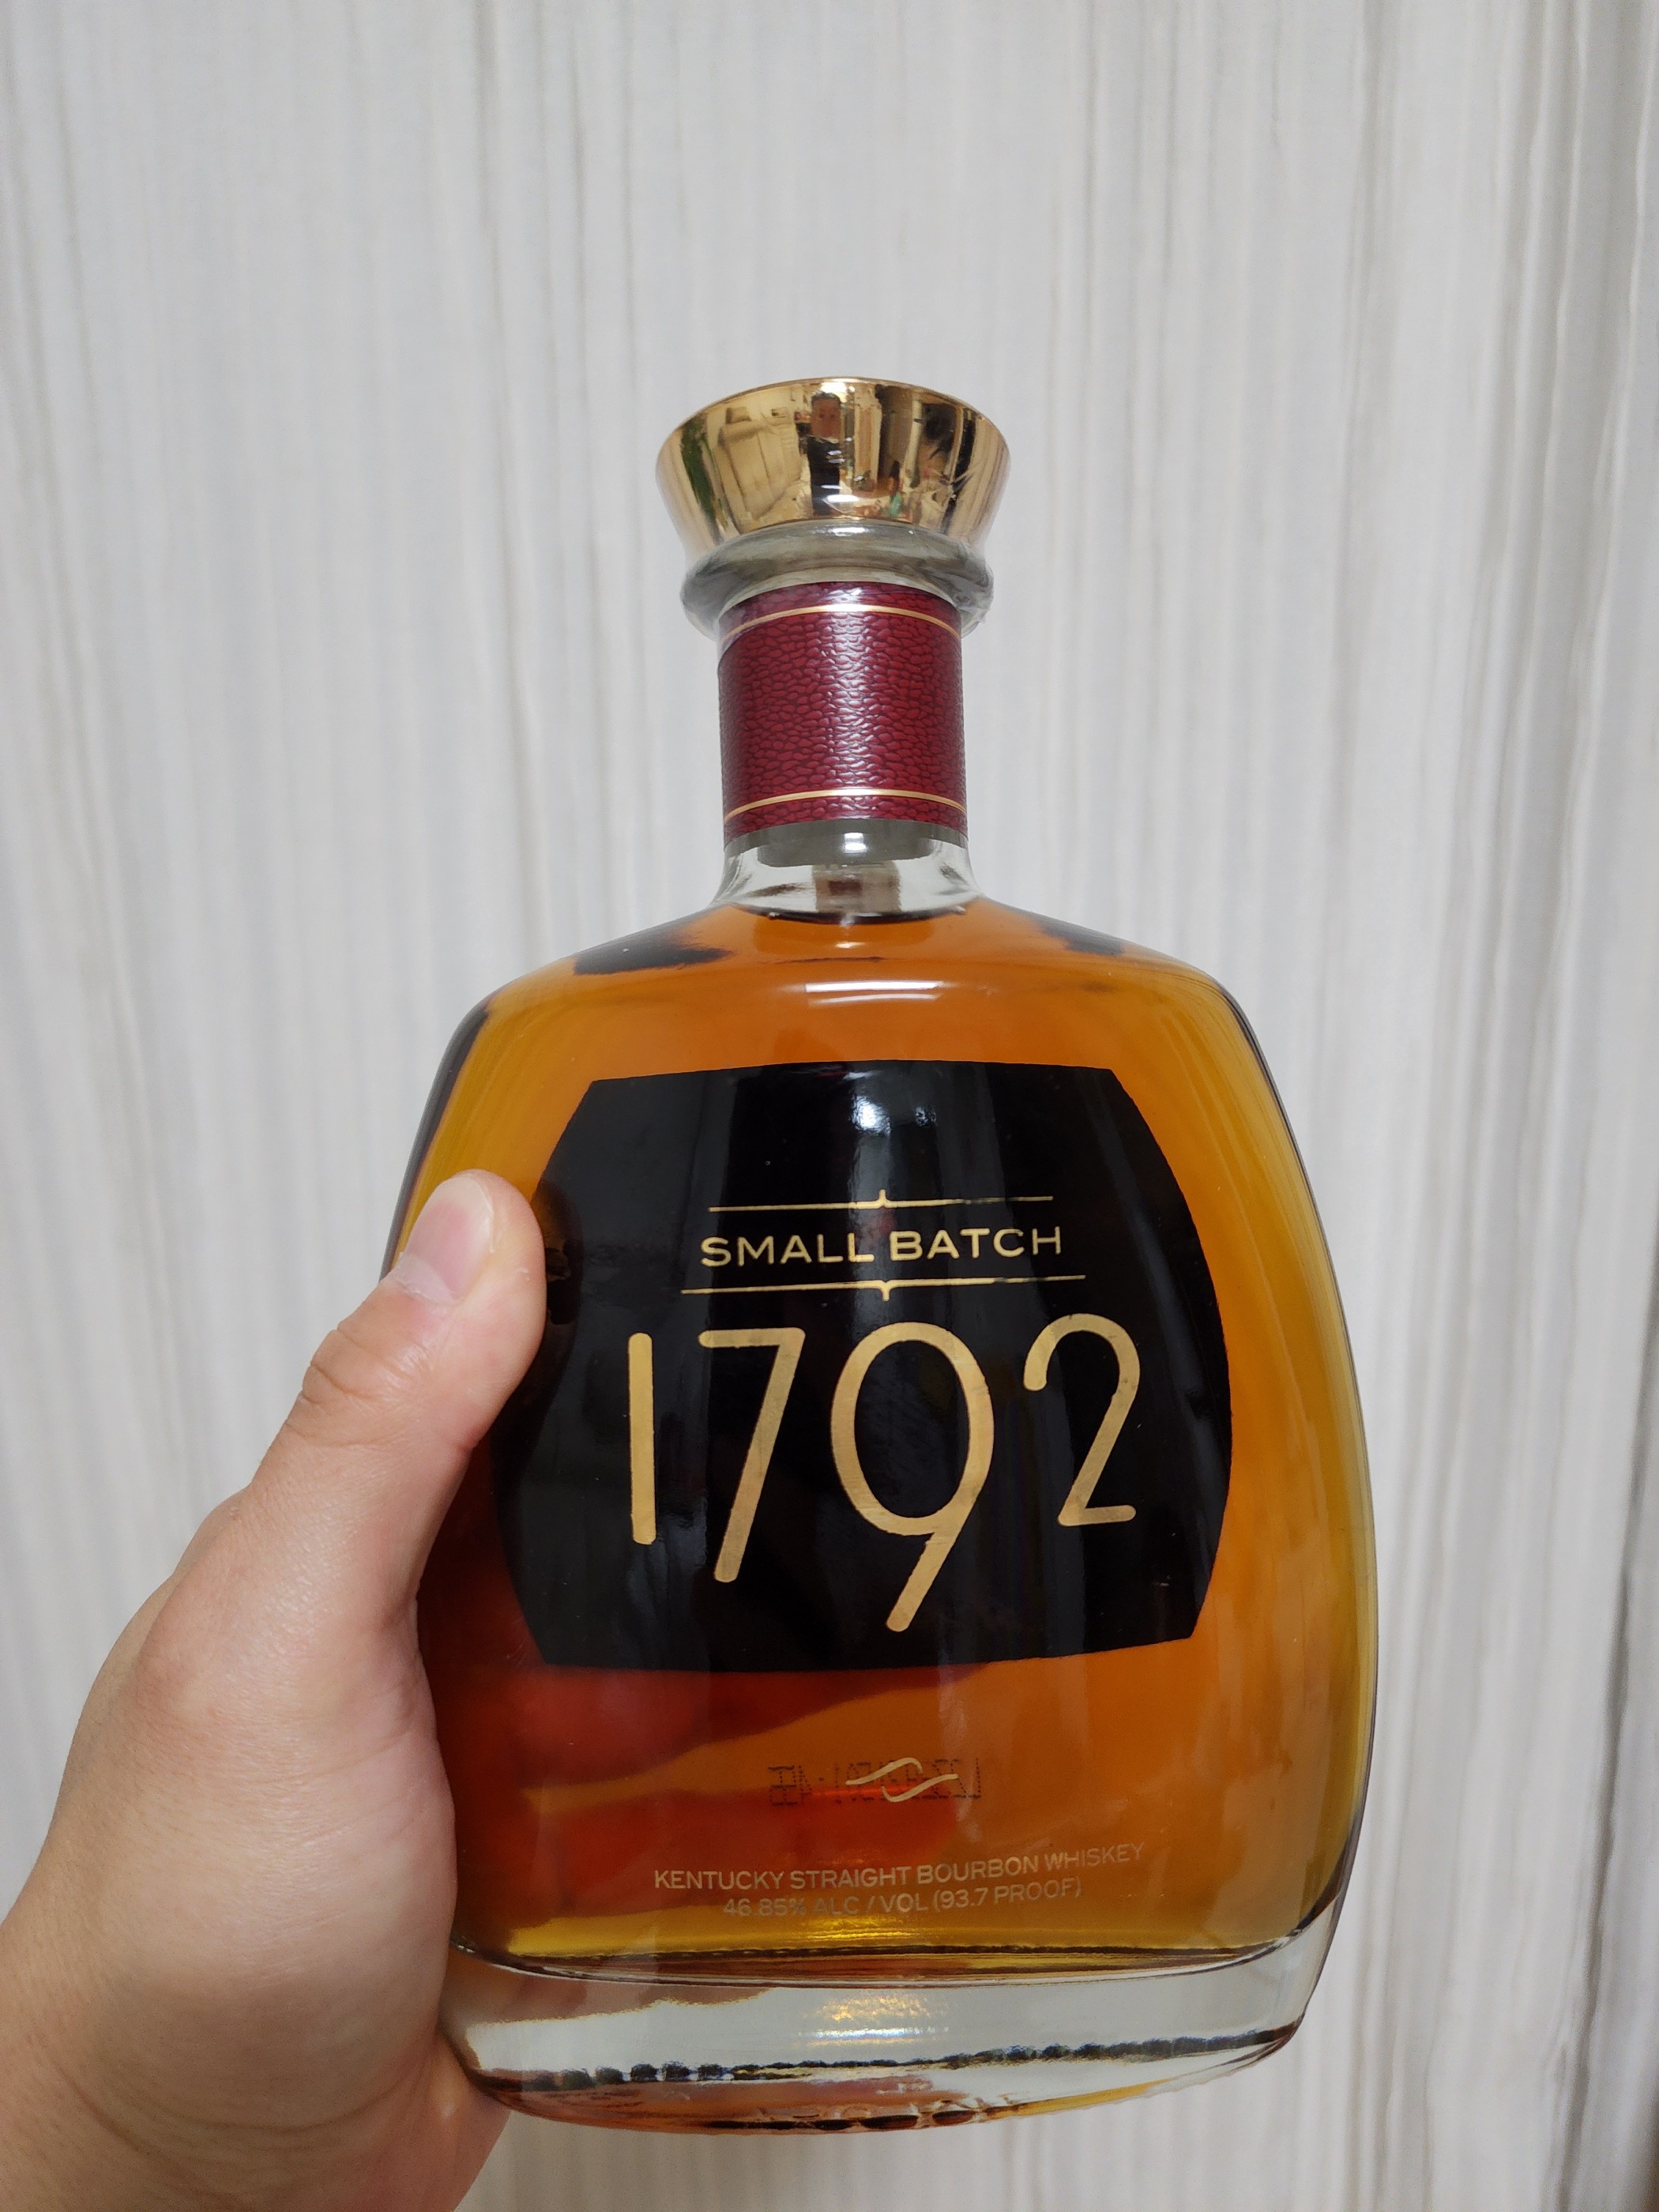 SMALL BATCH
1792
KENTUCKY STRAIGHT BOURBON WHISKEY
46.85% ALC / VOL (93.7 PROOF)